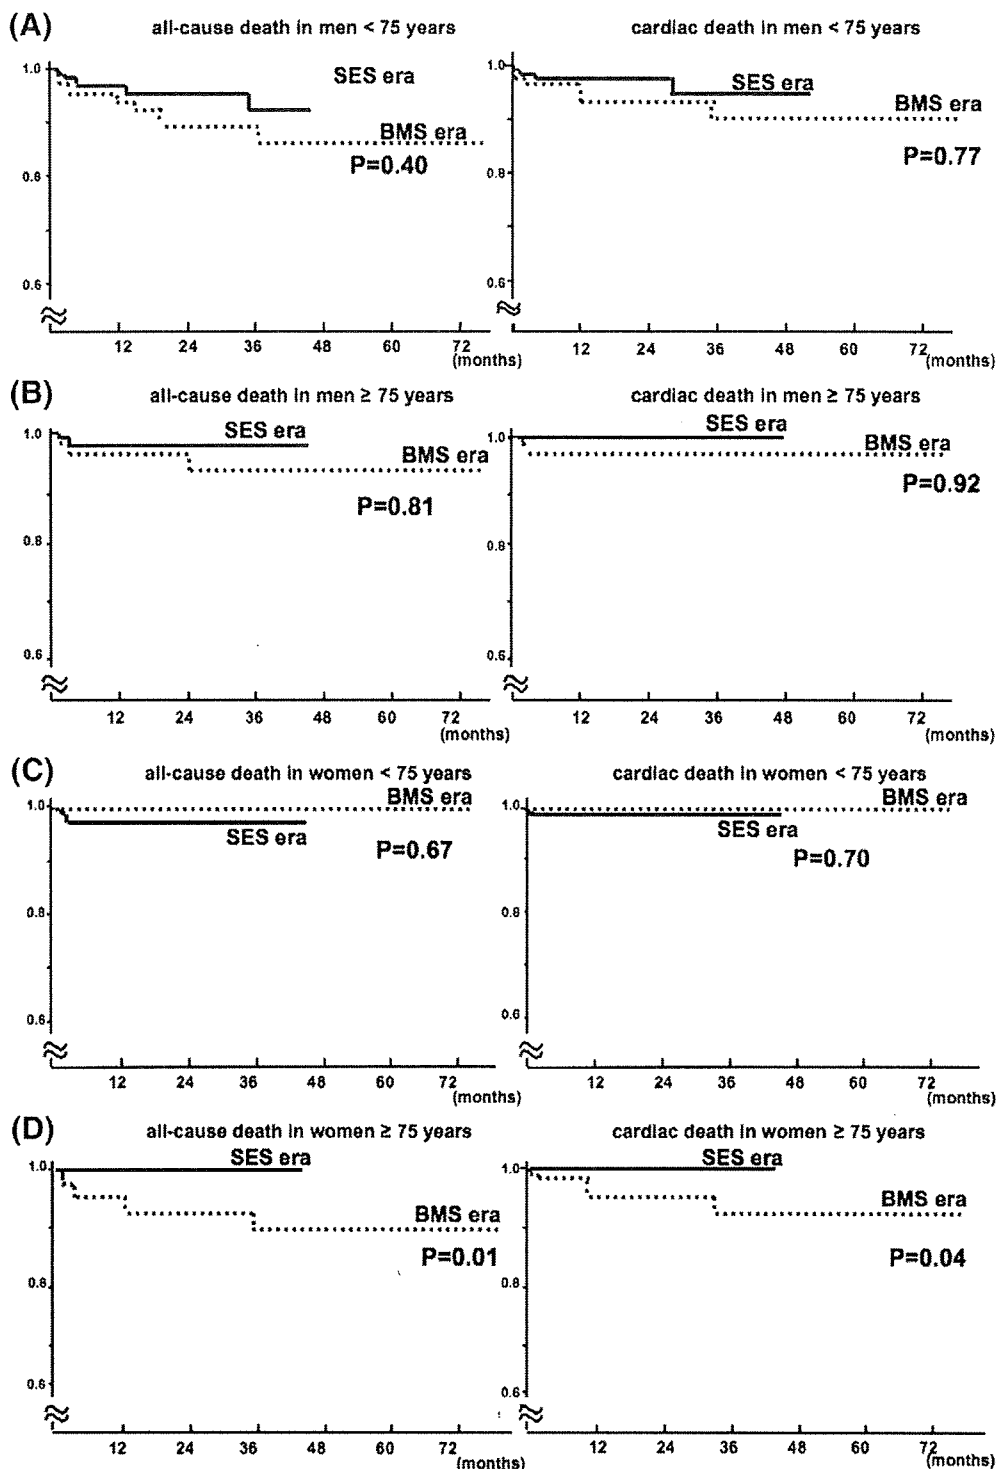 (A)
all-cause death in men < 75 years
1.0
0.8
0.6
SES era
BMS era
P=0.40
12 24 36 48 60 72
(months)
cardiac death in men < 75 years
1.0
0.8
0.6
SES era
BMS era
P=0.77
12 24 36 48 60 72
(months)
(B)
all-cause death in men ≥ 75 years
1.0
0.8
0.6
SES era
BMS era
P=0.81
12 24 36 48 60 72
(months)
cardiac death in men ≥ 75 years
1.0
0.8
0.6
SES era
BMS era
P=0.92
12 24 36 48 60 72
(months)
(C)
all-cause death in women < 75 years
1.0
0.8
0.6
BMS era
SES era
P=0.67
12 24 36 48 60 72
(months)
cardiac death in women < 75 years
1.0
0.8
0.6
BMS era
SES era
P=0.70
12 24 36 48 60 72
(months)
(D)
all-cause death in women ≥ 75 years
1.0
0.8
0.6
SES era
BMS era
P=0.01
12 24 36 48 60 72
(months)
cardiac death in women ≥ 75 years
1.0
0.8
0.6
SES era
BMS era
P=0.04
12 24 36 48 60 72
(months)